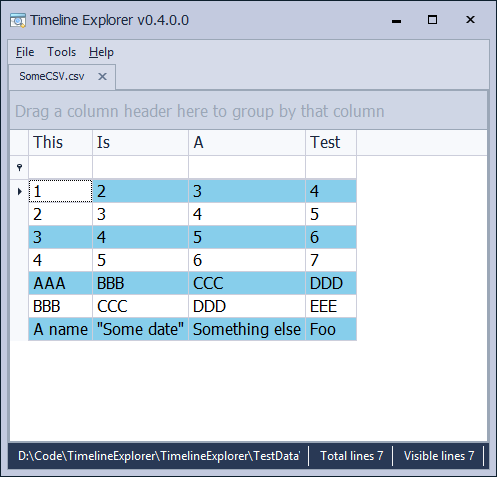 Timeline Explorer v0.4.0.0
File Tools Help
SomeCSV.csv
Drag a column header here to group by that column
This Is A Test
1 2 3 4
2 3 4 5
3 4 5 6
4 5 6 7
AAA BBB CCC DDD
BBB CCC DDD EEE
A name "Some date" Something else Foo
D:\Code\TimelineExplorer\TimelineExplorer\TestData\ Total lines 7 Visible lines 7